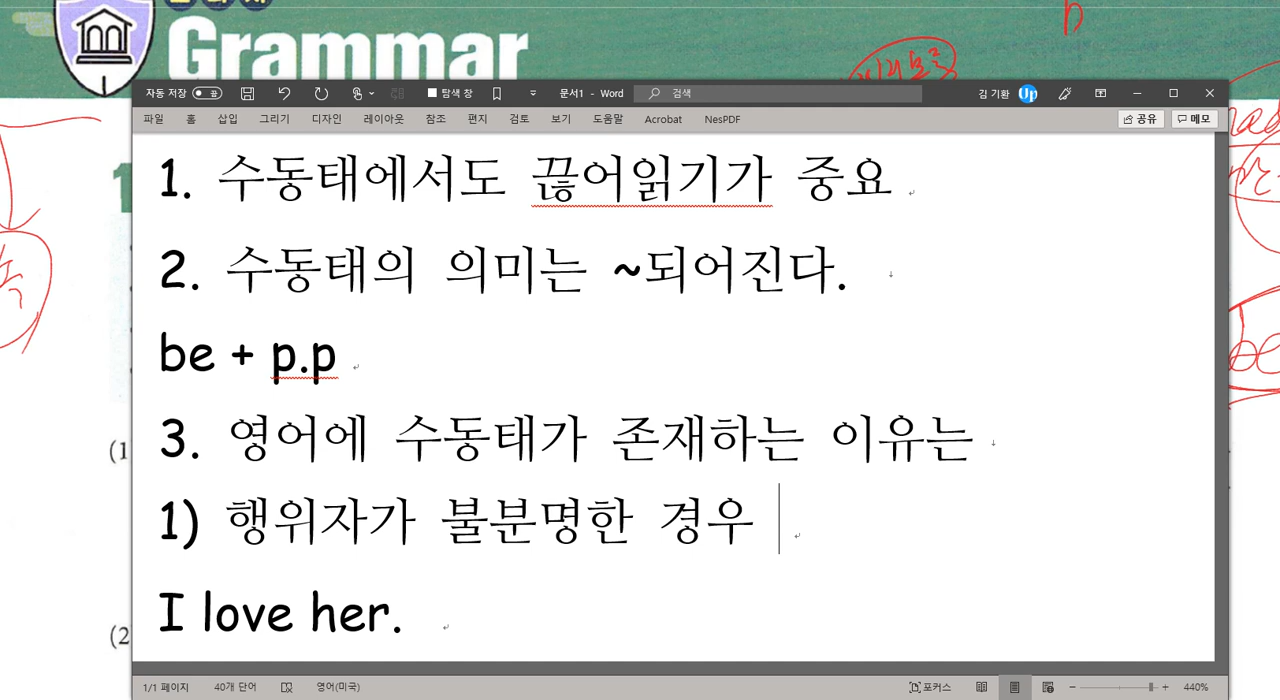 Grammar
자동 저장 문서1 - Word 검색 김 기환 Up
파일 홈 삽입 그리기 디자인 레이아웃 참조 편지 검토 보기 도움말 Acrobat NesPDF 공유 메모
1. 수동태에서도 끊어읽기가 중요
2. 수동태의 의미는 ~되어진다.
be + p.p
3. 영어에 수동태가 존재하는 이유는
1) 행위자가 불분명한 경우
I love her.
(1
(2
b
be
1/1 페이지 40개 단어 영어(미국) 포커스 440%